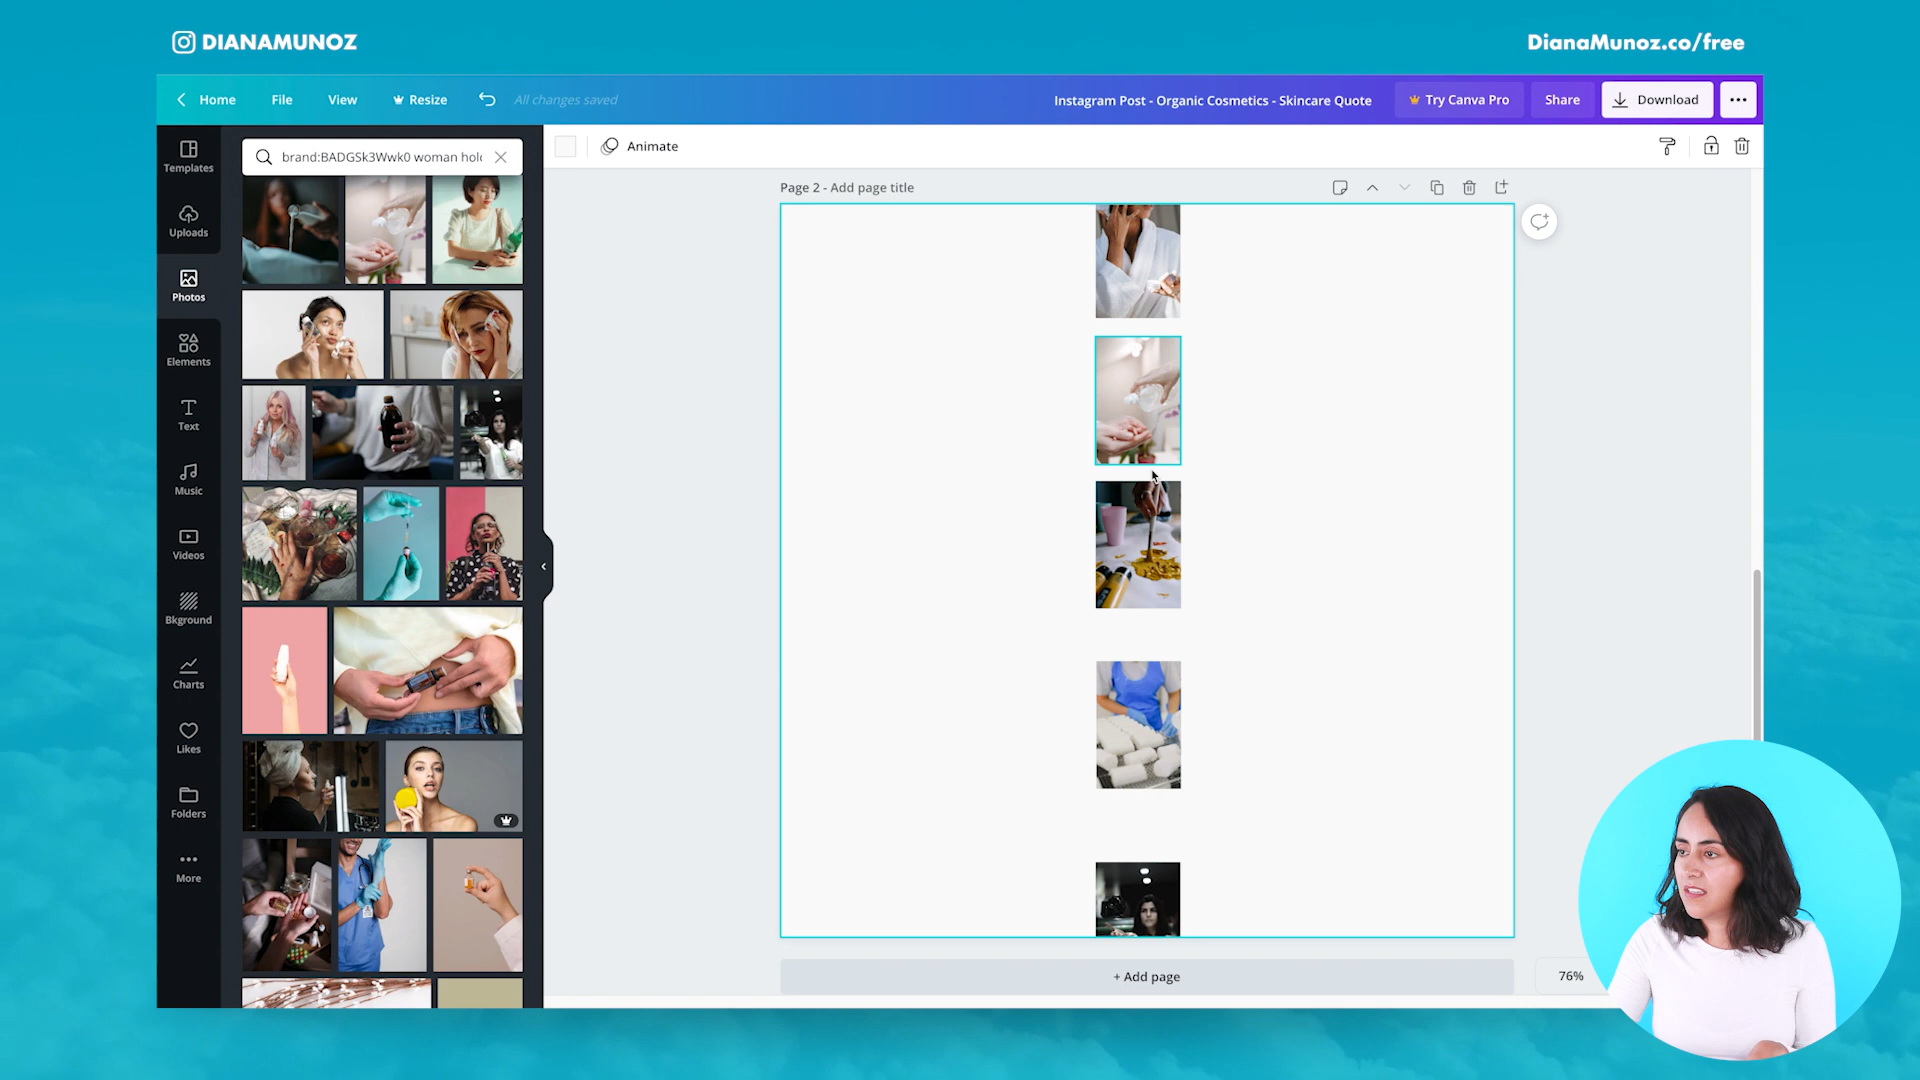 DIANAMUNOZ
DianaMunoz.co/free
Home File View Resize All changes saved Instagram Post - Organic Cosmetics - Skincare Quote Try Canva Pro Share Download
Templates
Uploads
Photos
Elements
Text
Music
Videos
Bkground
Charts
Likes
Folders
More
brand:BADGSk3Wwk0 woman hol
Animate
Page 2 - Add page title
+ Add page
76%